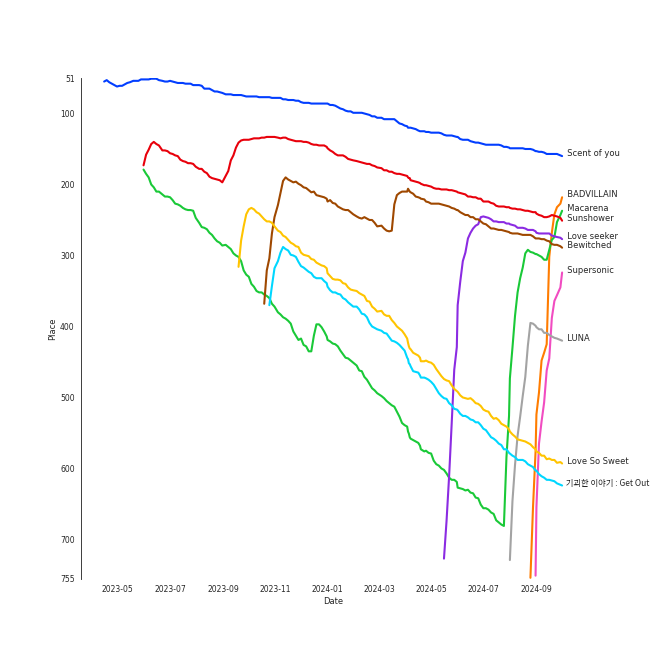 51
100
200
300
400
500
600
700
755
Place
2023-05 2023-07 2023-09 2023-11 2024-01 2024-03 2024-05 2024-07 2024-09
Date
Scent of you
BADVILLAIN
Macarena
Sunshower
Love seeker
Bewitched
Supersonic
LUNA
Love So Sweet
기괴한 이야기 : Get Out